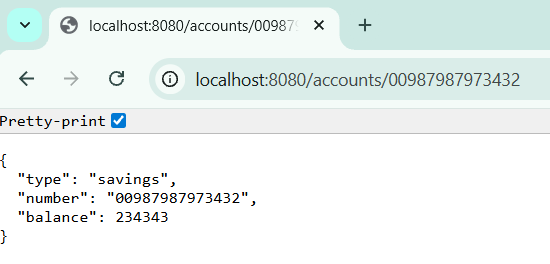 localhost:8080/accounts/00987
localhost:8080/accounts/00987987973432
Pretty-print
{
"type": "savings",
"number": "00987987973432",
"balance": 234343
}